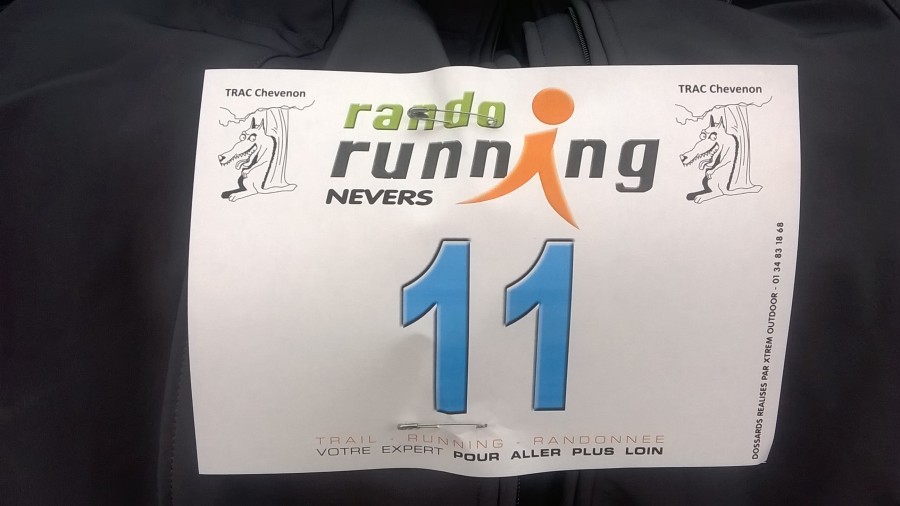 TRAC Chevenon
TRAC Chevenon
rando
running
NEVERS
11
TRAIL - RUNNING - RANDONNEE
VOTRE EXPERT POUR ALLER PLUS LOIN
DOSSARDS REALISES PAR XTREM OUTDOOR - 01 34 83 18 68